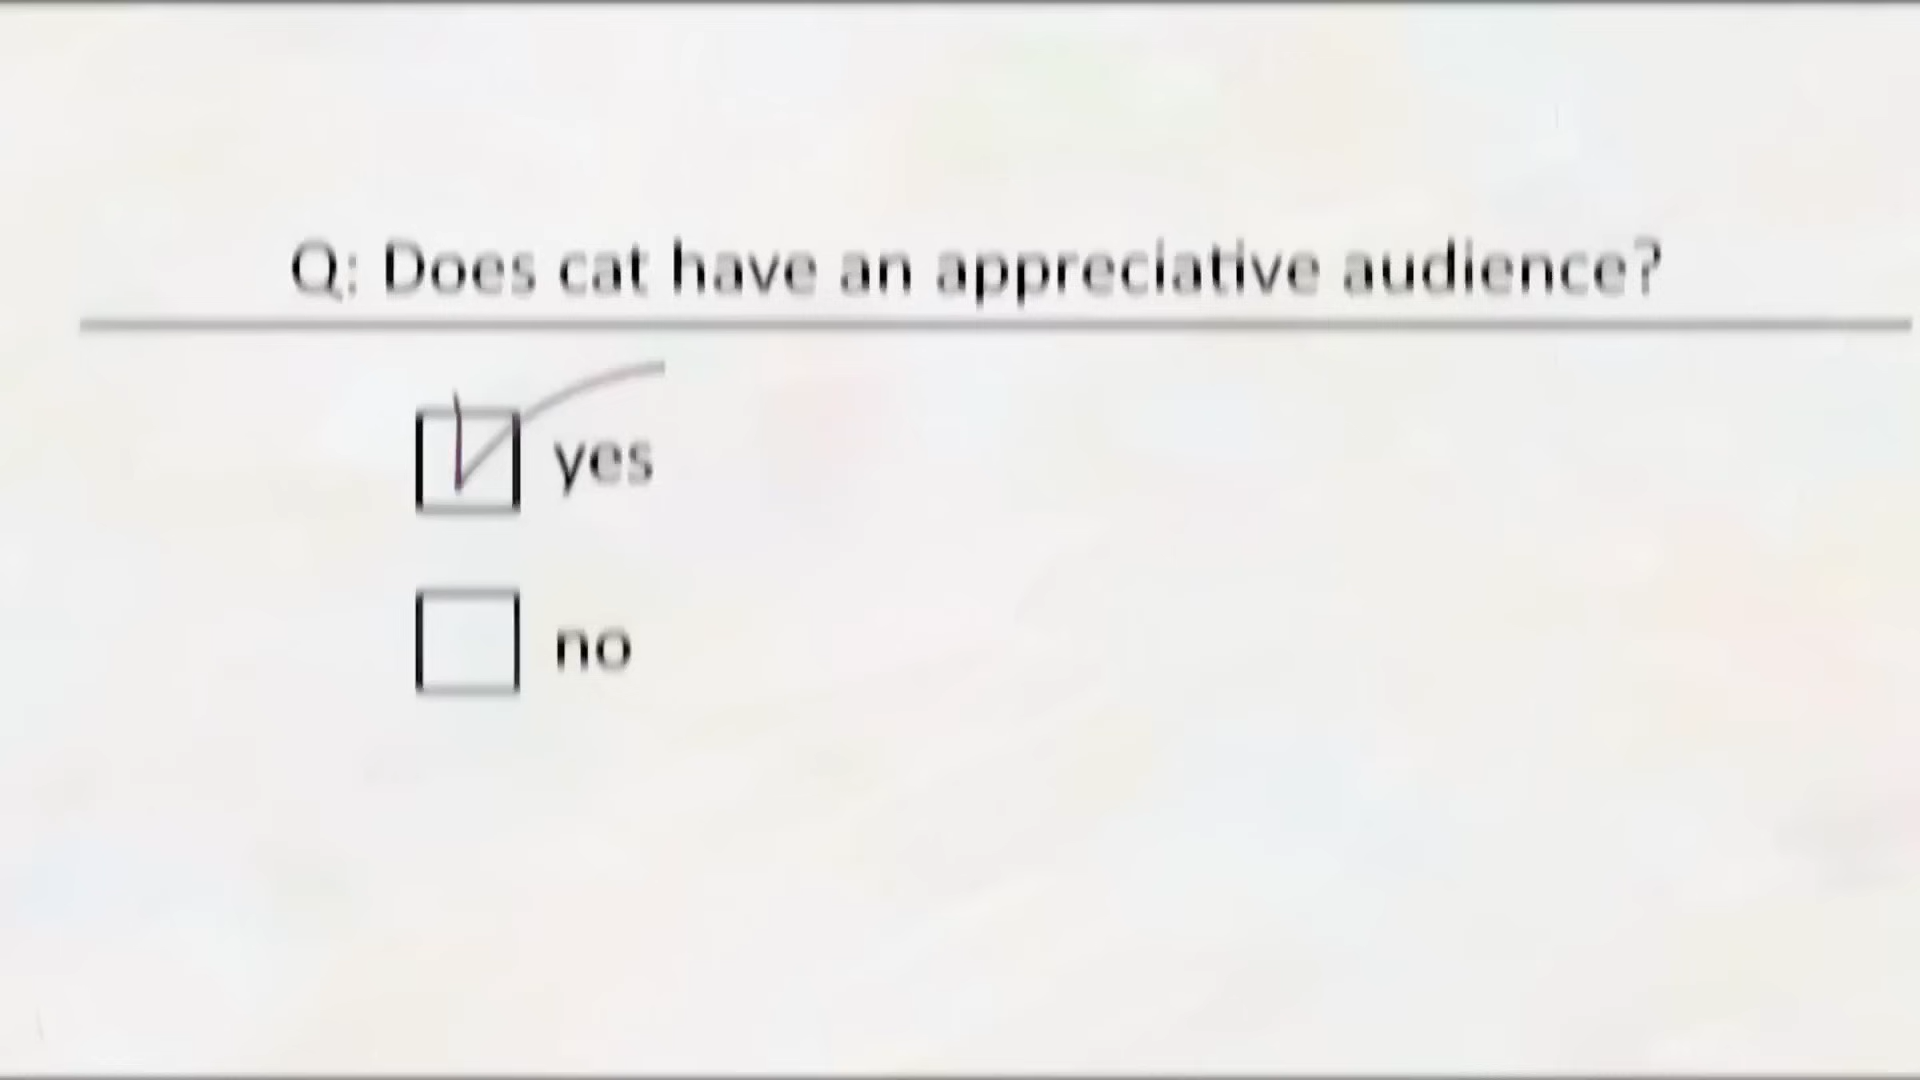 Q: Does cat have an appreciative audience?
yes
no